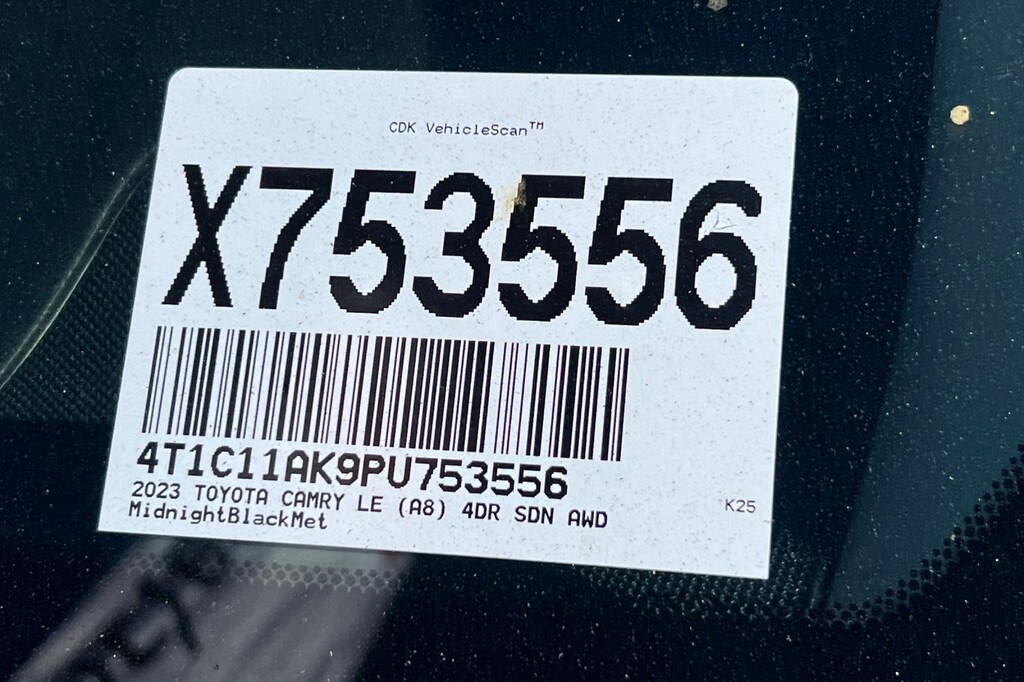 CDK VehicleScan™
X753556
4T1C11AK9PU753556
2023 TOYOTA CAMRY LE (A8) 4DR SDN AWD
MidnightBlackMet
K25